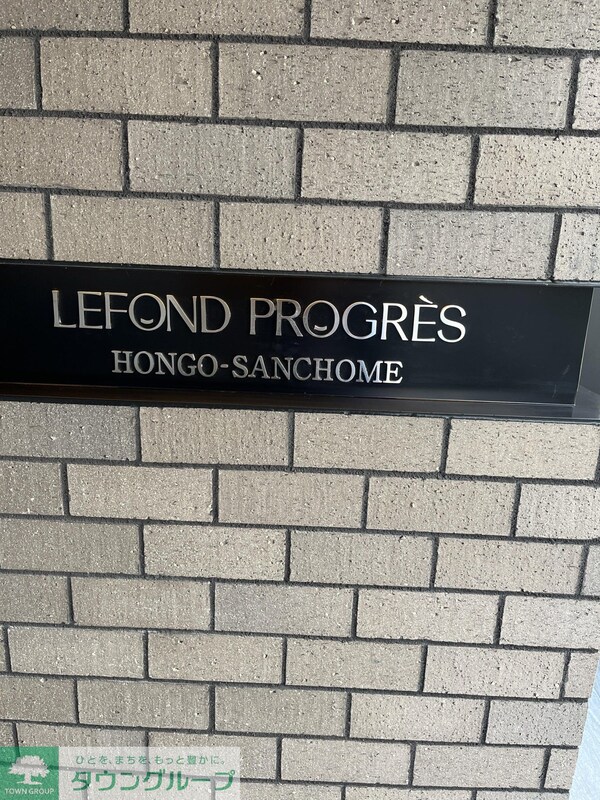 LEFOND PROGRÈS
HONGO-SANCHOME
ひとを、まちを、もっと豊かに。
TOWN GROUP
タウングループ